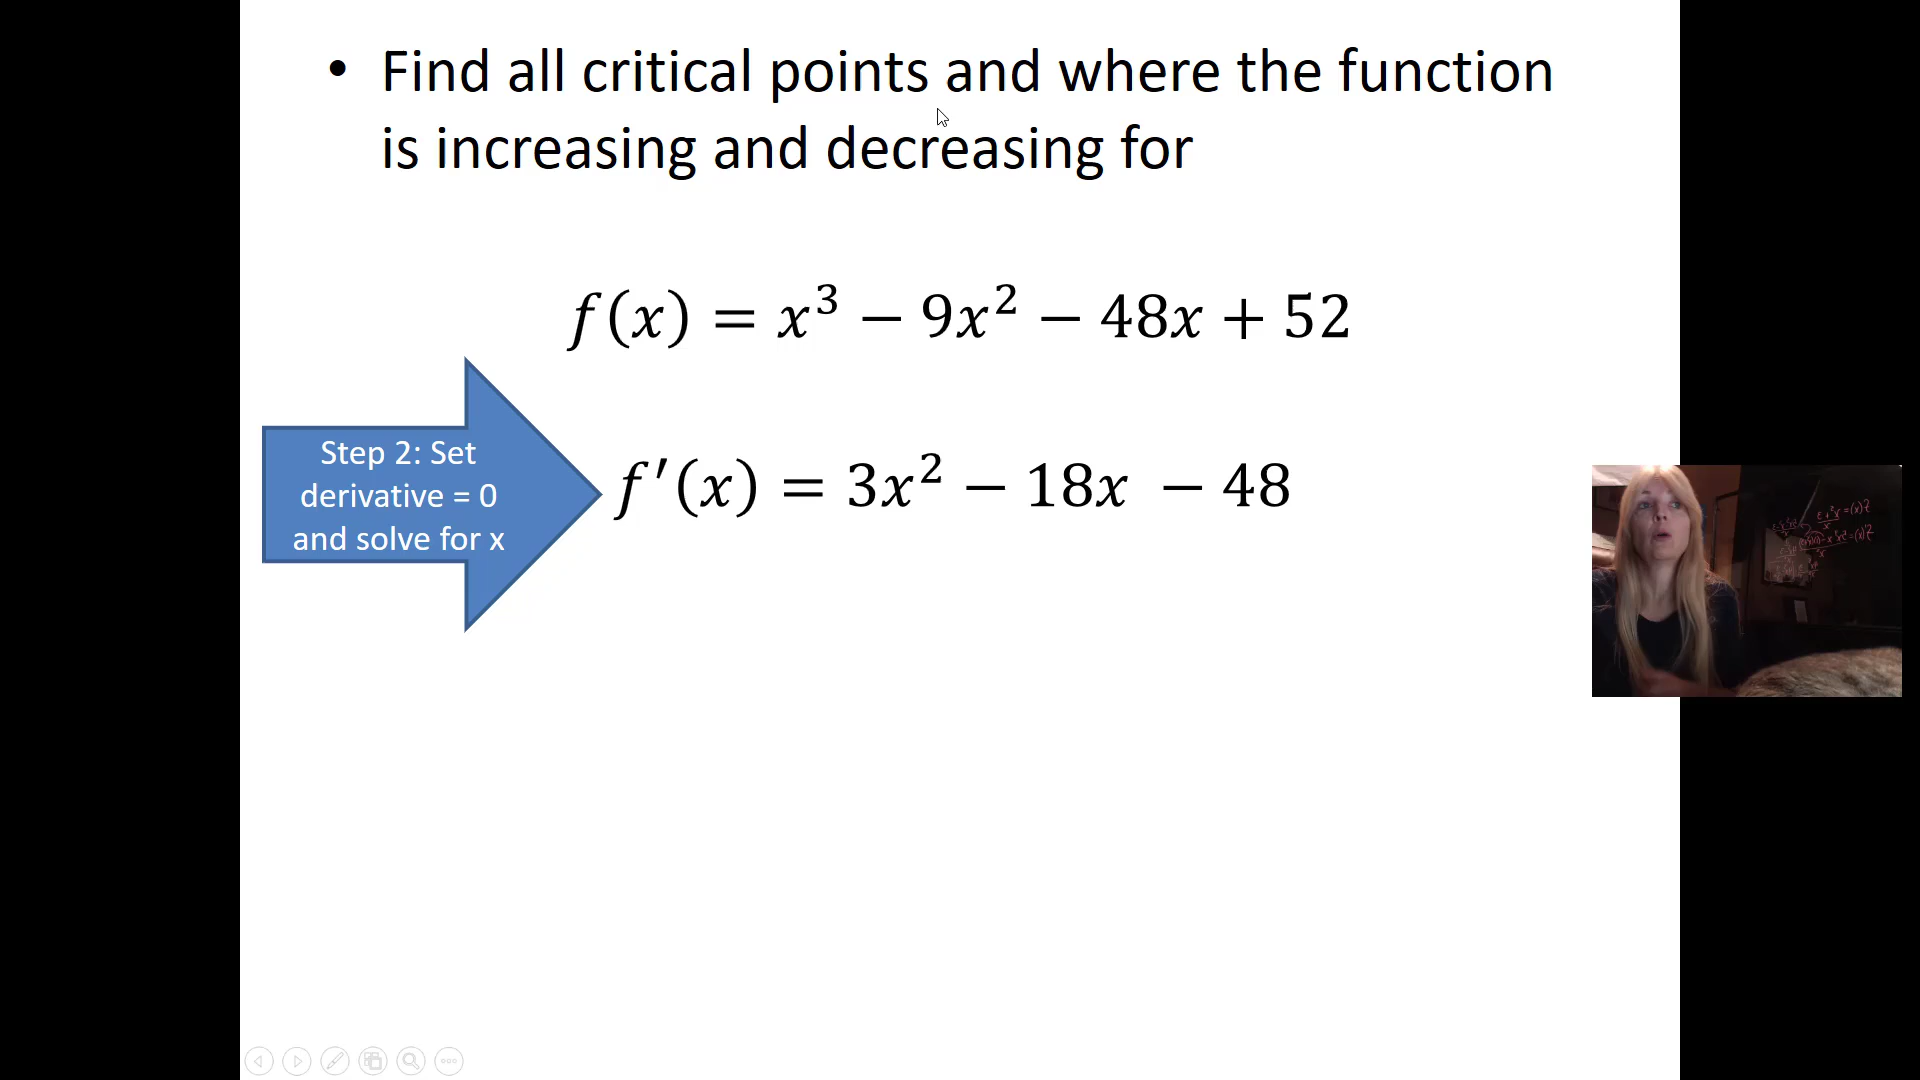 • Find all critical points and where the function
is increasing and decreasing for
f(x) = x³ − 9x² − 48x + 52
Step 2: Set
derivative = 0
and solve for x
f′(x) = 3x² − 18x − 48